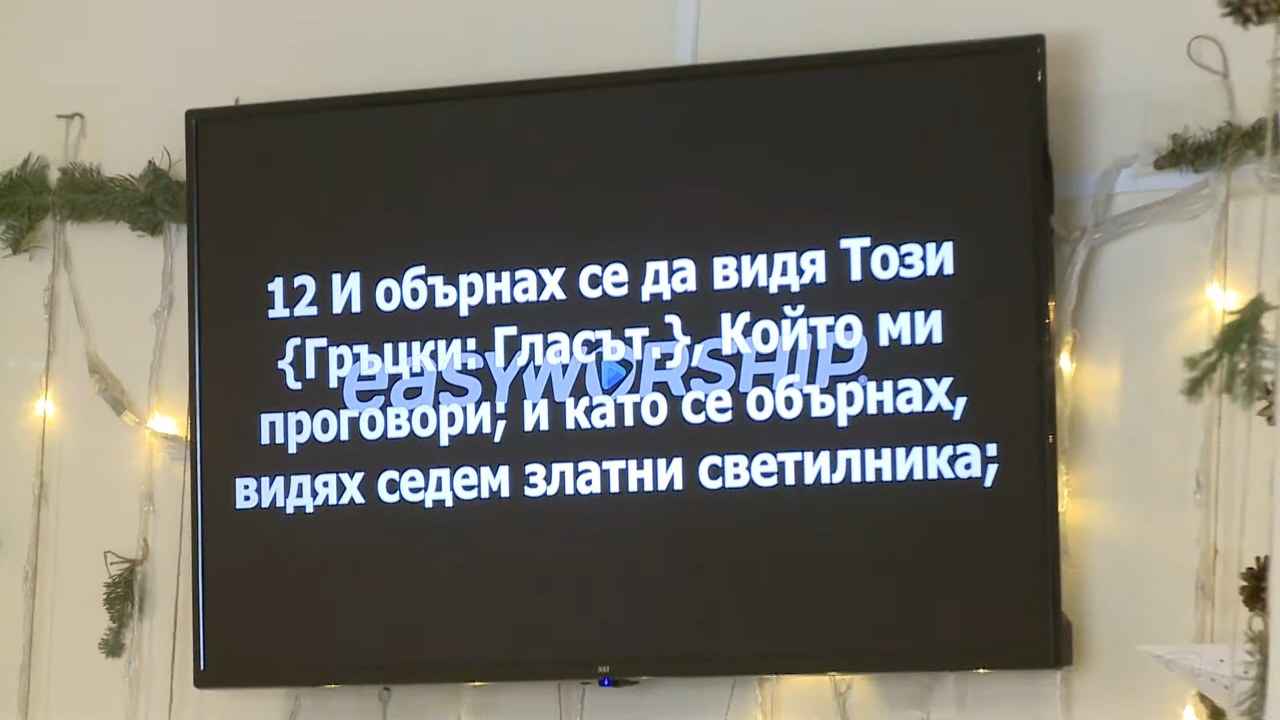 12 И обърнах се да видя Този
{Гръцки: Гласът.}, Който ми
easyworship
проговори; и като се обърнах,
видях седем златни светилника;